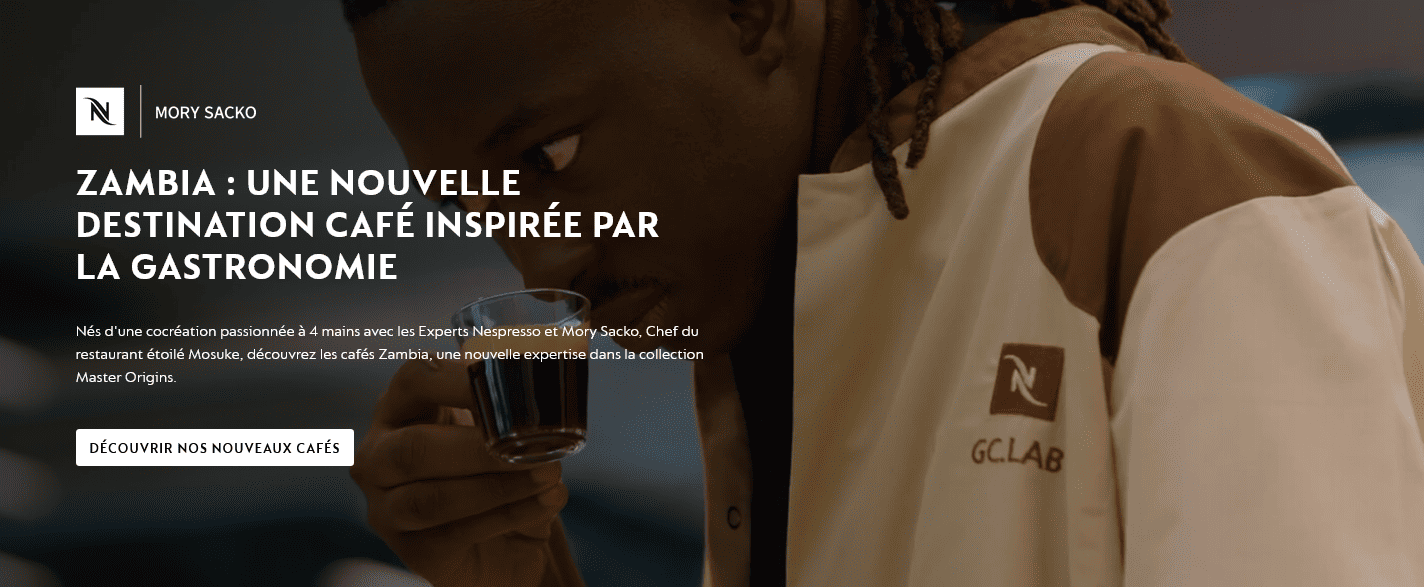 N
MORY SACKO
ZAMBIA : UNE NOUVELLE
DESTINATION CAFÉ INSPIRÉE PAR
LA GASTRONOMIE
Nés d'une cocréation passionnée à 4 mains avec les Experts Nespresso et Mory Sacko, Chef du
restaurant étoilé Mosuke, découvrez les cafés Zambia, une nouvelle expertise dans la collection
Master Origins.
DÉCOUVRIR NOS NOUVEAUX CAFÉS
N
GC.LAB